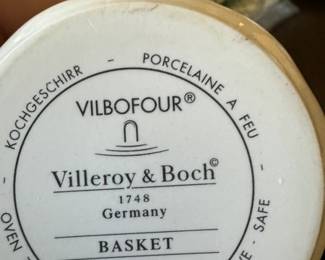 KOCHGESCHIRR - PORCELAINE A FEU -
VILBOFOUR®
Villeroy & Boch©
1748
Germany
BASKET
OVEN -
- SAFE -